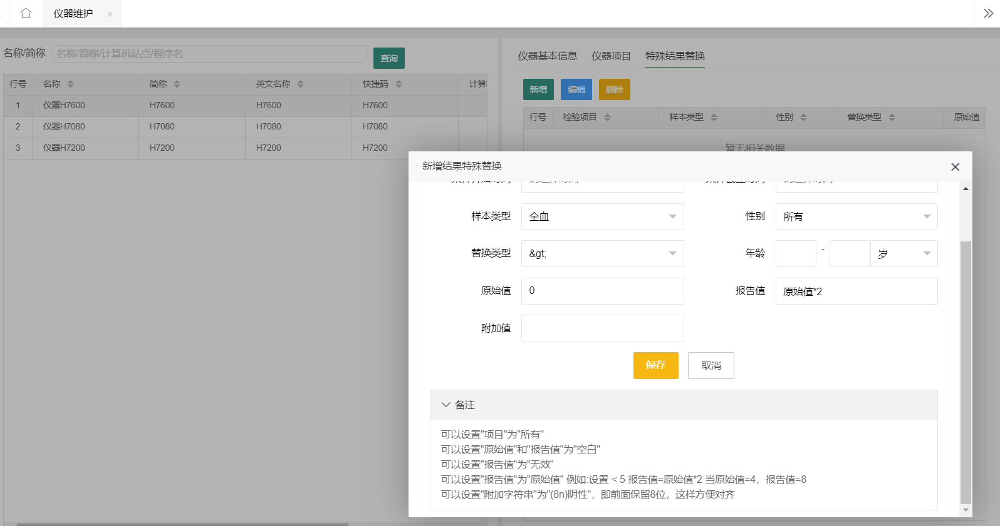 仪器维护
名称/简称 名称/简称/计算机站点/程序名 查询
行号 名称 简称 英文名称 快捷码
1 仪器H7600 H7600 H7600 H7600
2 仪器H7080 H7080 H7080 H7080
3 仪器H7200 H7200 H7200 H7200
仪器基本信息 仪器项目 特殊结果替换
新增 编辑 删除
行号 检验项目 样本类型 性别 替换类型 原始值
暂无相关数据
新增结果特殊替换
样本类型 全血 性别 所有
替换类型 &gt; 年龄 - 岁
原始值 0 报告值 原始值*2
附加值
保存 取消
备注
可以设置"项目"为"所有"
可以设置"原始值"和"报告值"为"空白"
可以设置"报告值"为"无效"
可以设置"报告值"为"原始值" 例如:设置 < 5 报告值=原始值*2 当原始值=4，报告值=8
可以设置"附加字符串"为"(8n)阴性"，即前面保留8位，这样方便对齐